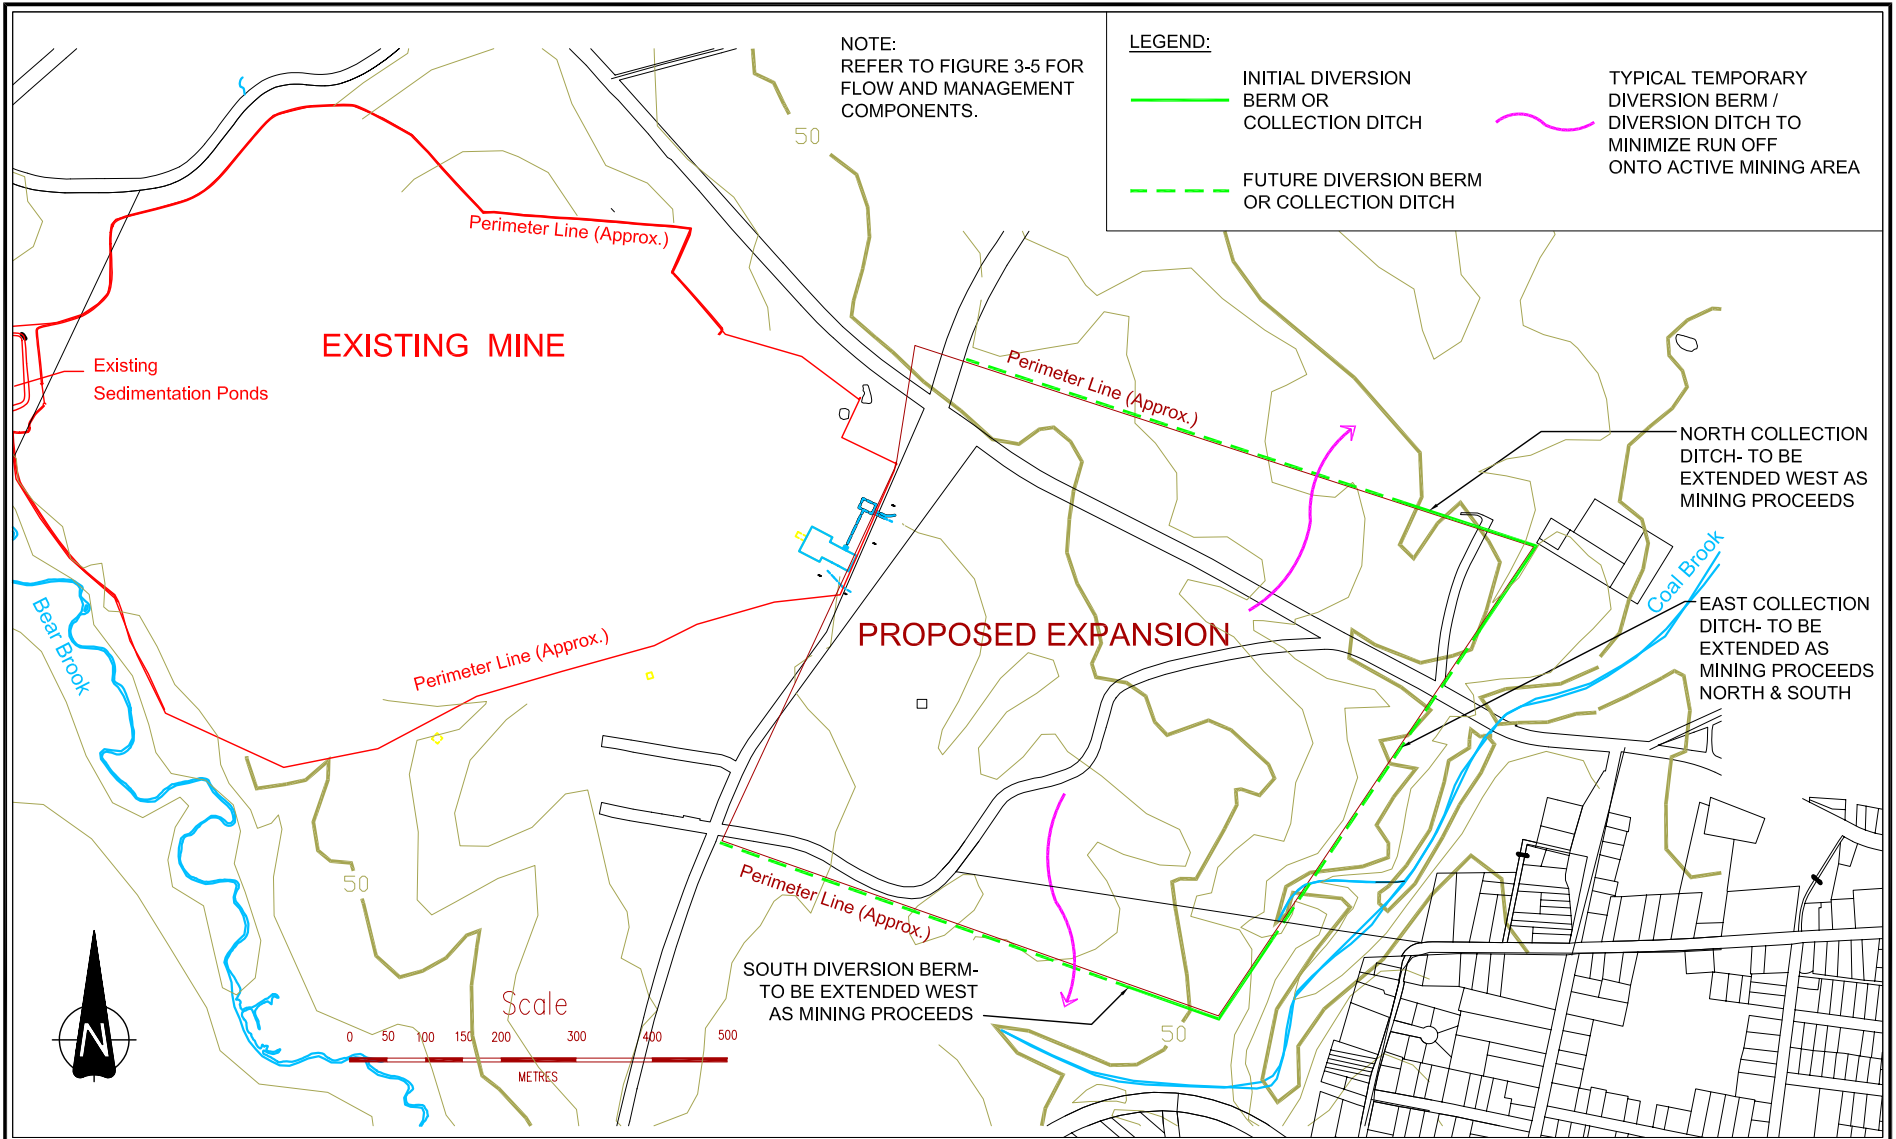 NOTE:
REFER TO FIGURE 3-5 FOR
FLOW AND MANAGEMENT
COMPONENTS.
LEGEND:
INITIAL DIVERSION
BERM OR
COLLECTION DITCH
FUTURE DIVERSION BERM
OR COLLECTION DITCH
TYPICAL TEMPORARY
DIVERSION BERM /
DIVERSION DITCH TO
MINIMIZE RUN OFF
ONTO ACTIVE MINING AREA
50
Perimeter Line (Approx.)
EXISTING MINE
Existing
Sedimentation Ponds
Perimeter Line (Approx.)
NORTH COLLECTION
DITCH- TO BE
EXTENDED WEST AS
MINING PROCEEDS
Coal Brook
EAST COLLECTION
DITCH- TO BE
EXTENDED AS
MINING PROCEEDS
NORTH & SOUTH
Bear Brook
Perimeter Line (Approx.)
PROPOSED EXPANSION
50
Perimeter Line (Approx.)
SOUTH DIVERSION BERM-
TO BE EXTENDED WEST
AS MINING PROCEEDS
50
N
Scale
0 50 100 150 200 300 400 500
METRES